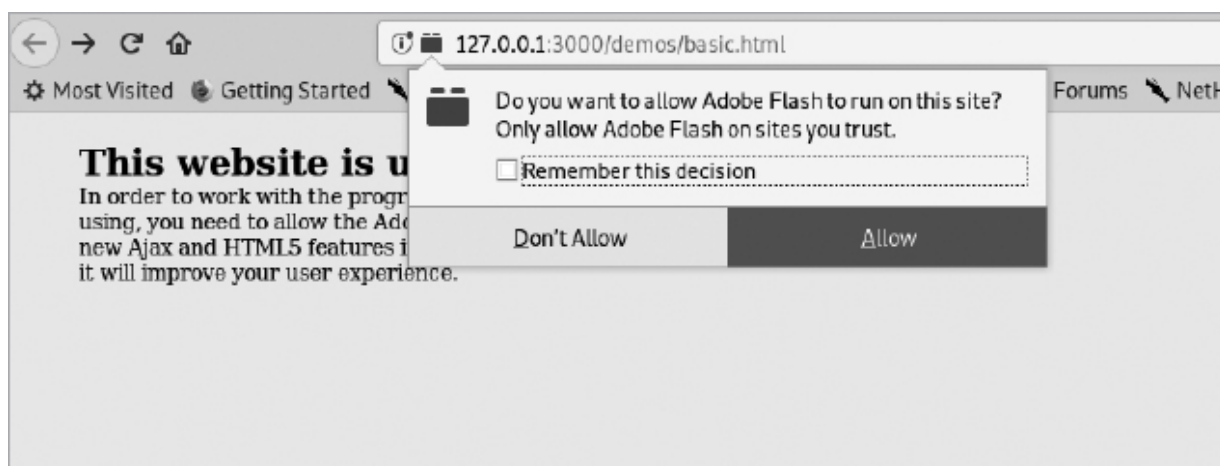 127.0.0.1:3000/demos/basic.html
Most Visited Getting Started Forums
Do you want to allow Adobe Flash to run on this site?
Only allow Adobe Flash on sites you trust.
Remember this decision
Don't Allow Allow
This website is
In order to work with the
using, you need to allow the
new Ajax and HTML5 features
it will improve your user experience.